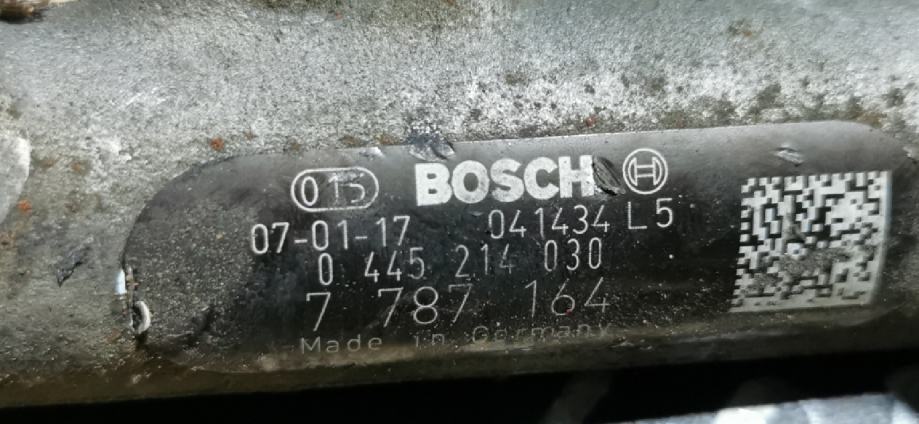 015 BOSCH
07-01-17 041434 L5
0 445 214 030
7 787 164
Made in Germany